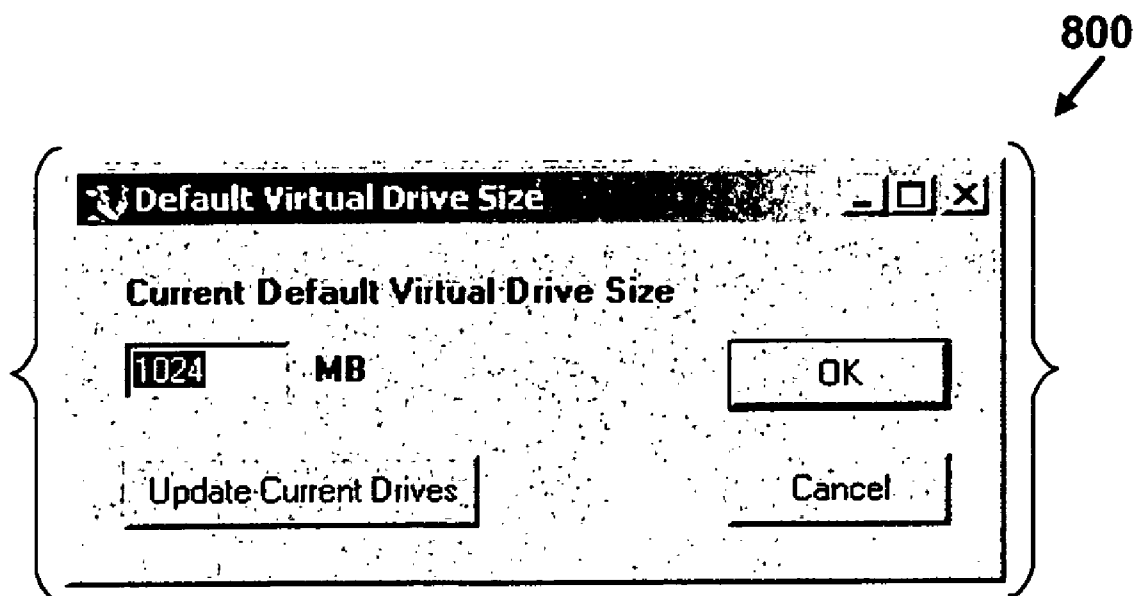 800
Default Virtual Drive Size
Current Default Virtual Drive Size
1024 MB
OK
Update Current Drives
Cancel